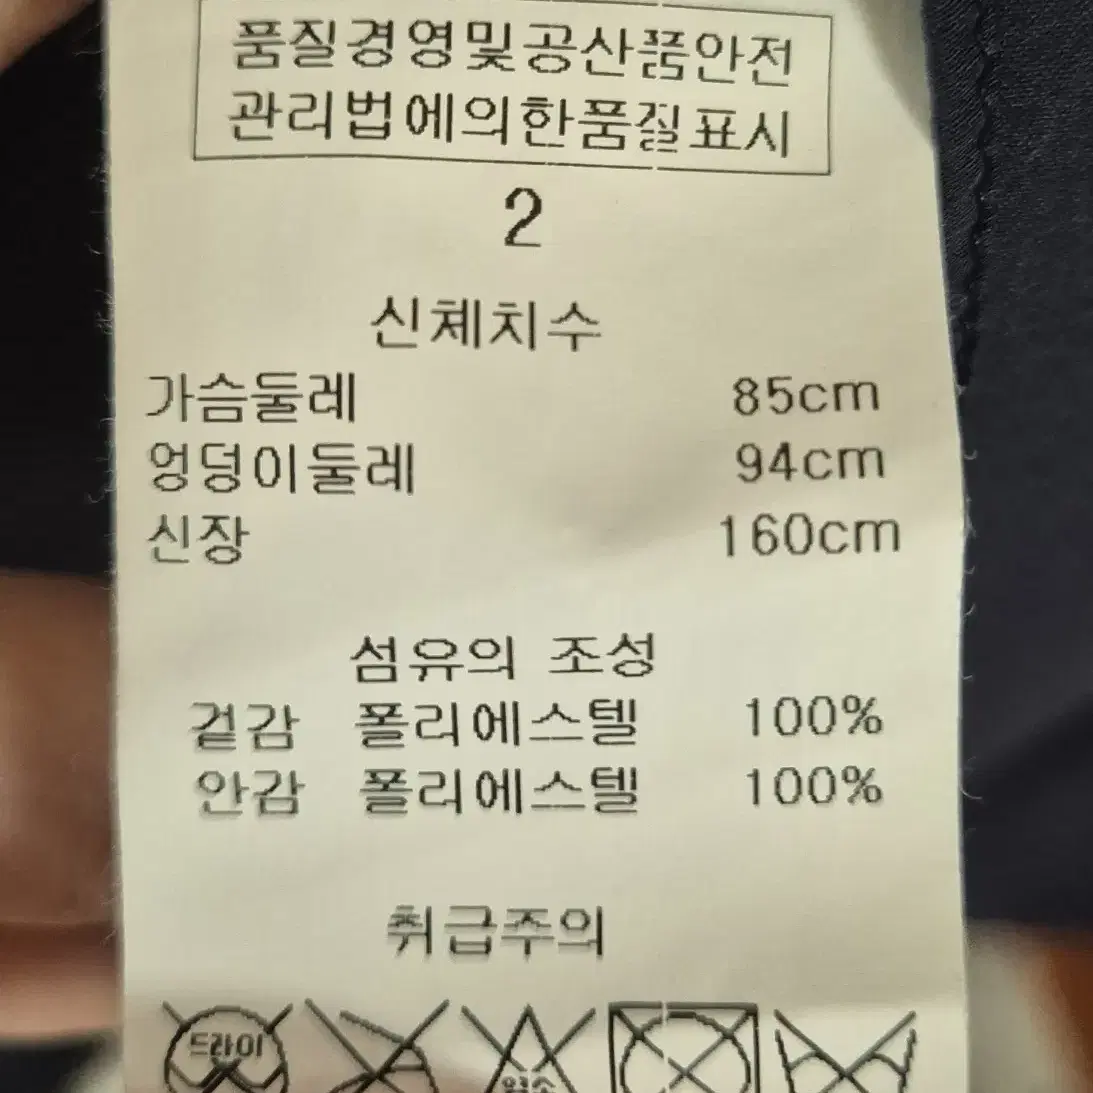 품질경영및공산품안전
관리법에의한품질표시
2
신체치수
가슴둘레 85cm
엉덩이둘레 94cm
신장 160cm
섬유의 조성
겉감 폴리에스텔 100%
안감 폴리에스텔 100%
취급주의
드라이